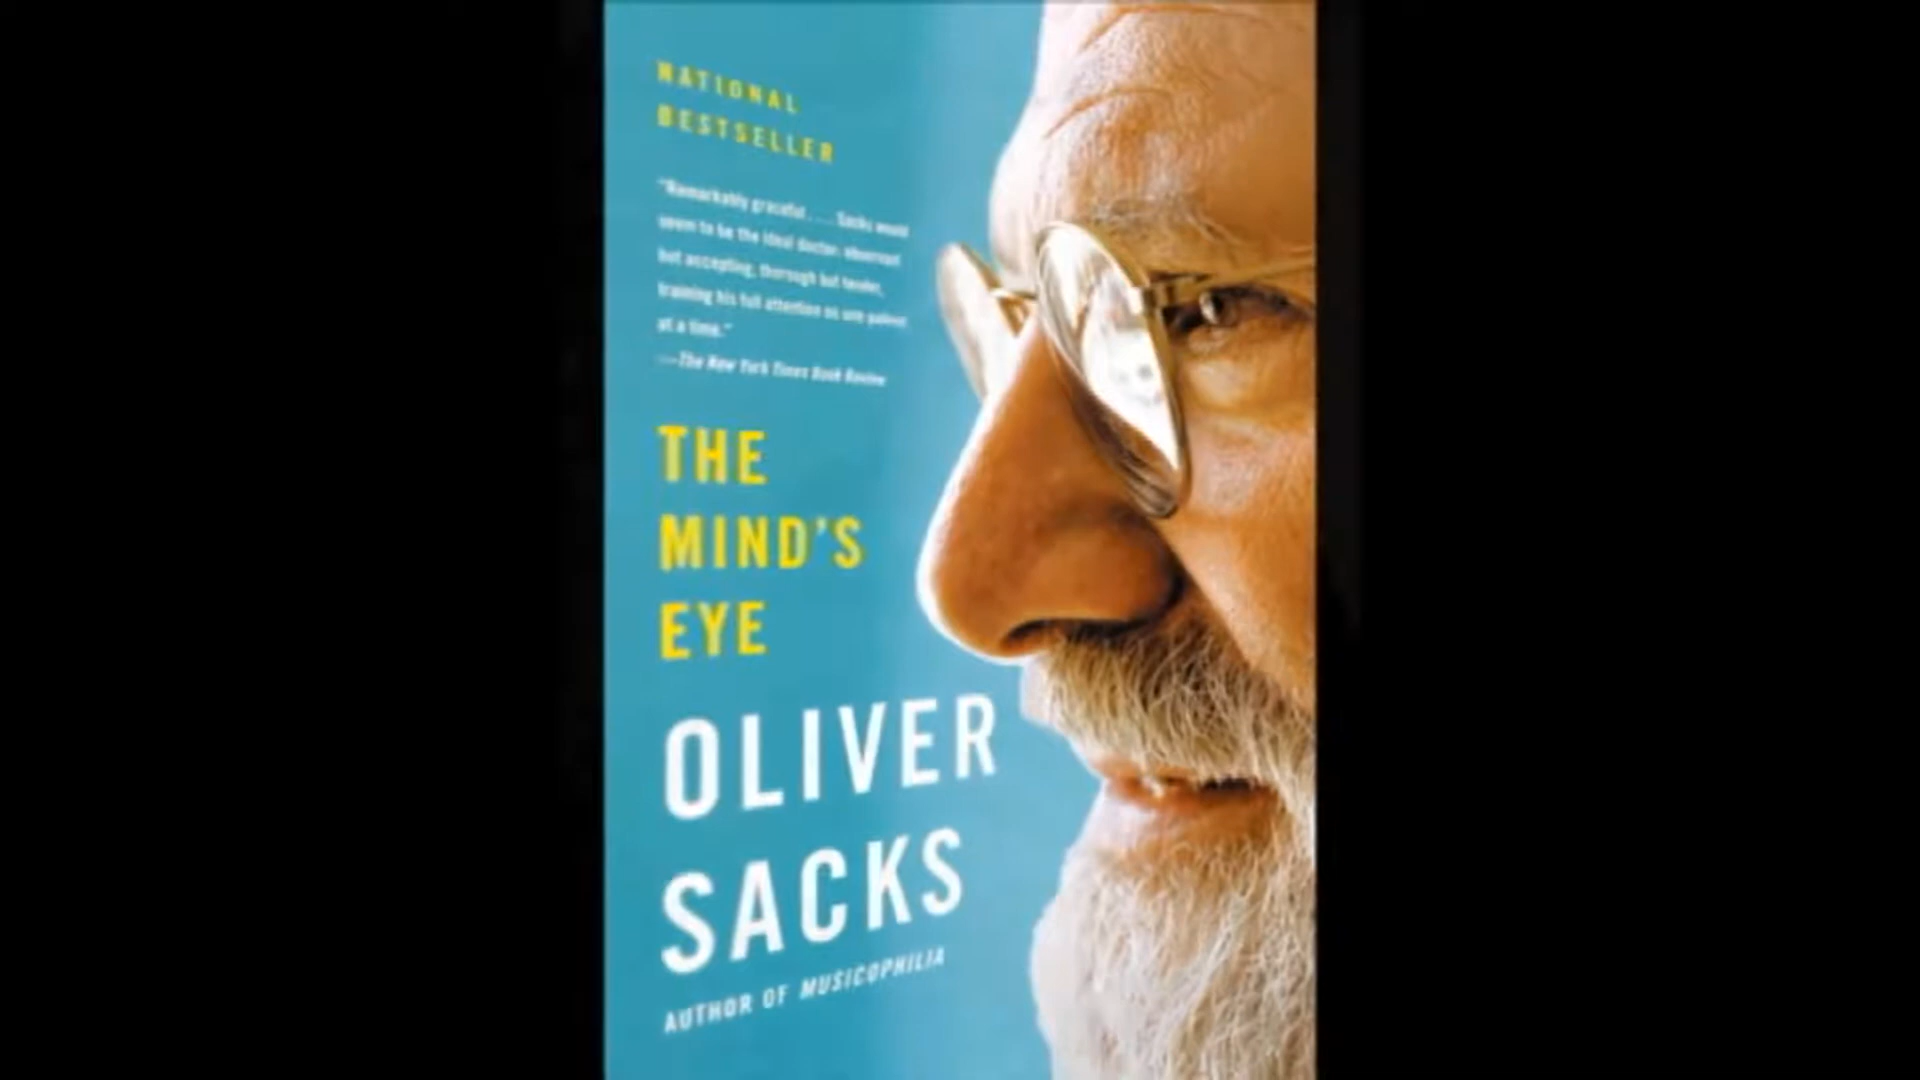 NATIONAL
BESTSELLER
"Remarkably graceful.... Sacks would
seem to be the ideal doctor: observant
but accepting, thorough but tender,
training his full attention on one patient
at a time."
—The New York Times Book Review
THE
MIND'S
EYE
OLIVER
SACKS
AUTHOR OF MUSICOPHILIA